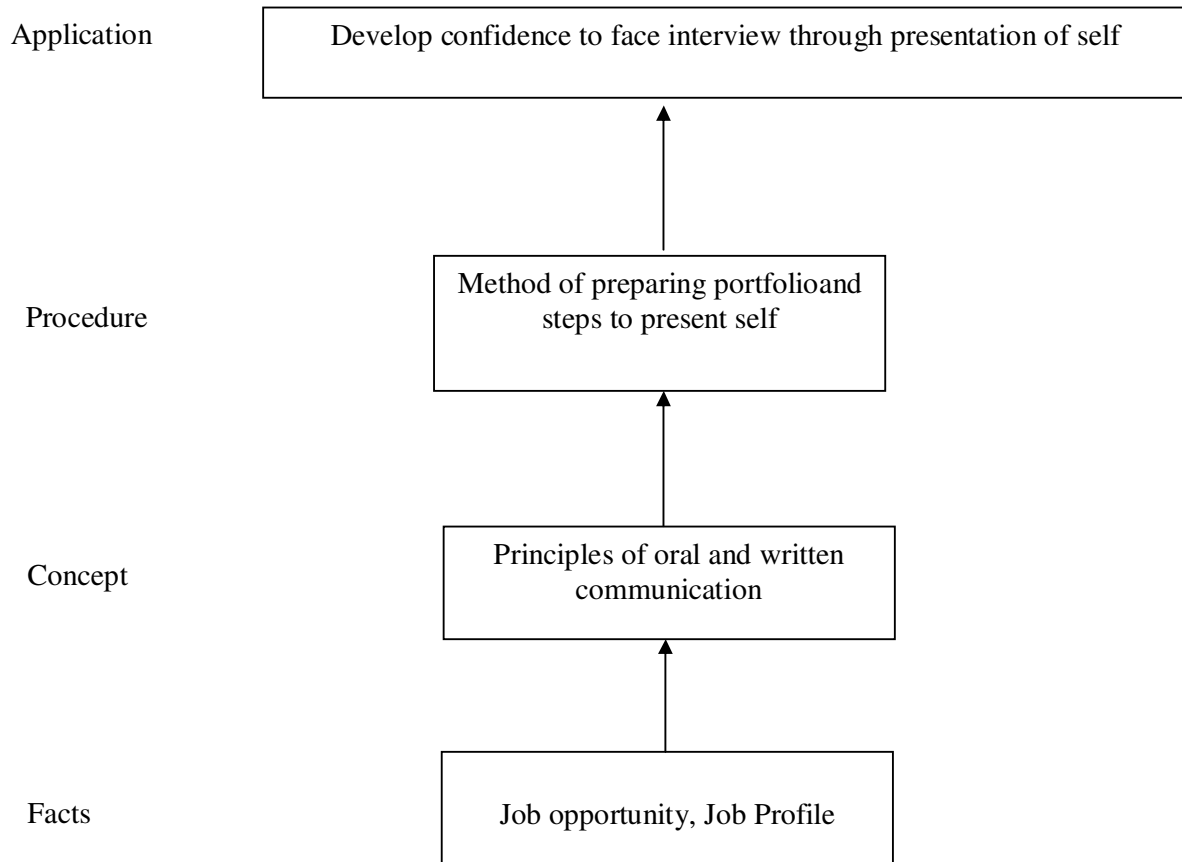 Application
Develop confidence to face interview through presentation of self
Procedure
Method of preparing portfolioand
steps to present self
Concept
Principles of oral and written
communication
Facts
Job opportunity, Job Profile